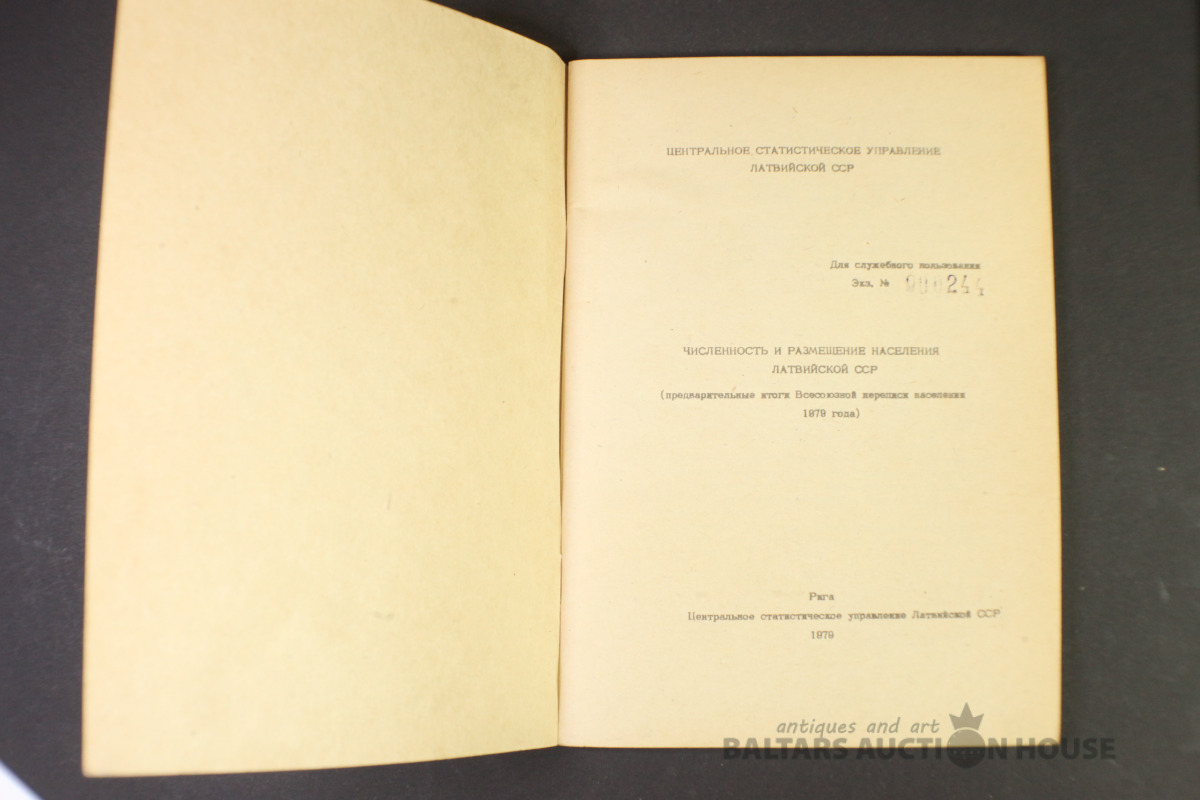 ЦЕНТРАЛЬНОЕ СТАТИСТИЧЕСКОЕ УПРАВЛЕНИЕ
ЛАТВИЙСКОЙ ССР
Для служебного пользования
Экз. № 000244
ЧИСЛЕННОСТЬ И РАЗМЕЩЕНИЕ НАСЕЛЕНИЯ
ЛАТВИЙСКОЙ ССР
(предварительные итоги Всесоюзной переписи населения
1979 года)
Рига
Центральное статистическое управление Латвийской ССР
1979
antiques and art
BALTARS AUCTION HOUSE